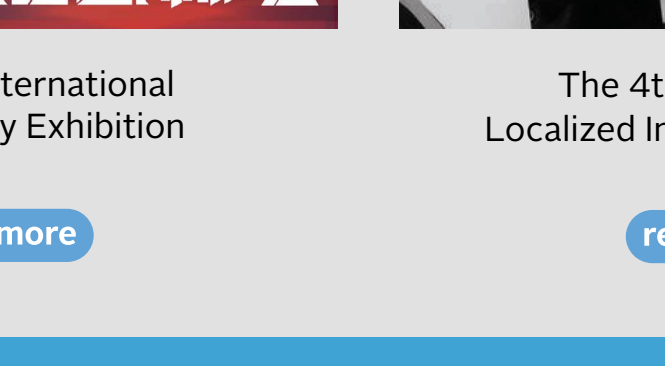 ternational
y Exhibition
more
The 4t
Localized In
re